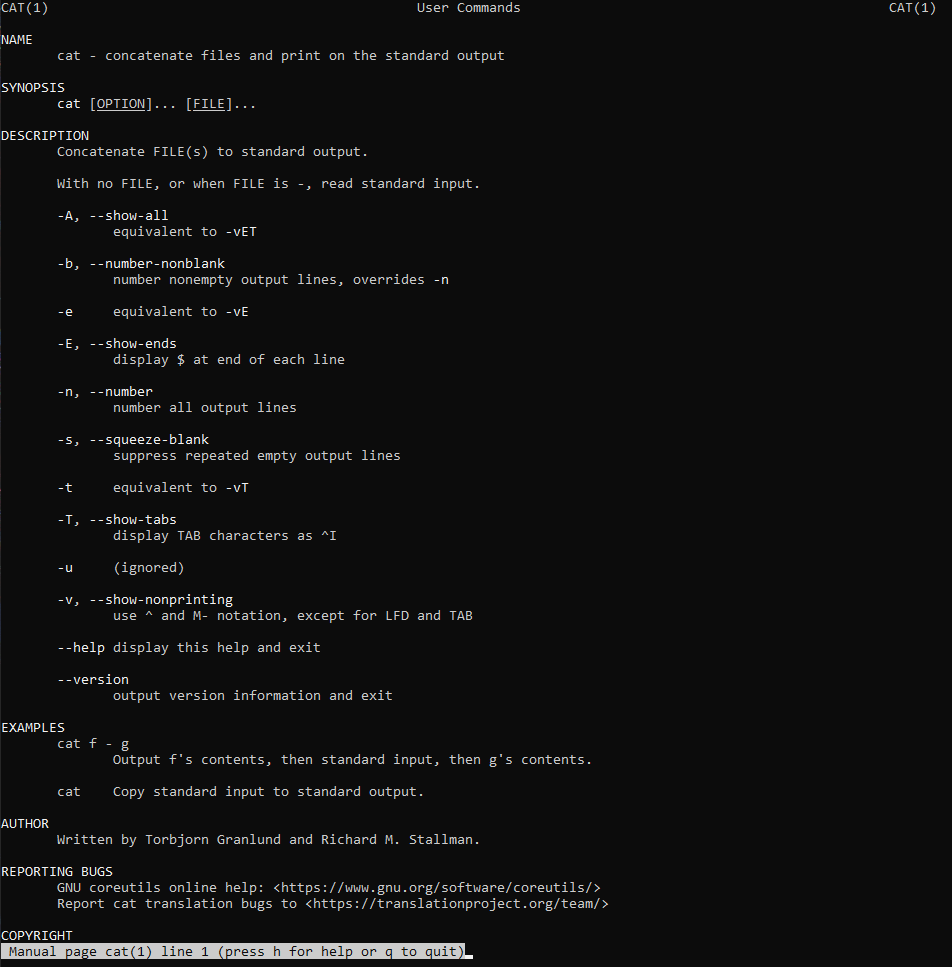 CAT(1) User Commands CAT(1)
NAME
cat - concatenate files and print on the standard output
SYNOPSIS
cat [OPTION]... [FILE]...
DESCRIPTION
Concatenate FILE(s) to standard output.
With no FILE, or when FILE is -, read standard input.
-A, --show-all
equivalent to -vET
-b, --number-nonblank
number nonempty output lines, overrides -n
-e equivalent to -vE
-E, --show-ends
display $ at end of each line
-n, --number
number all output lines
-s, --squeeze-blank
suppress repeated empty output lines
-t equivalent to -vT
-T, --show-tabs
display TAB characters as ^I
-u (ignored)
-v, --show-nonprinting
use ^ and M- notation, except for LFD and TAB
--help display this help and exit
--version
output version information and exit
EXAMPLES
cat f - g
Output f's contents, then standard input, then g's contents.
cat Copy standard input to standard output.
AUTHOR
Written by Torbjorn Granlund and Richard M. Stallman.
REPORTING BUGS
GNU coreutils online help: <https://www.gnu.org/software/coreutils/>
Report cat translation bugs to <https://translationproject.org/team/>
COPYRIGHT
Manual page cat(1) line 1 (press h for help or q to quit)